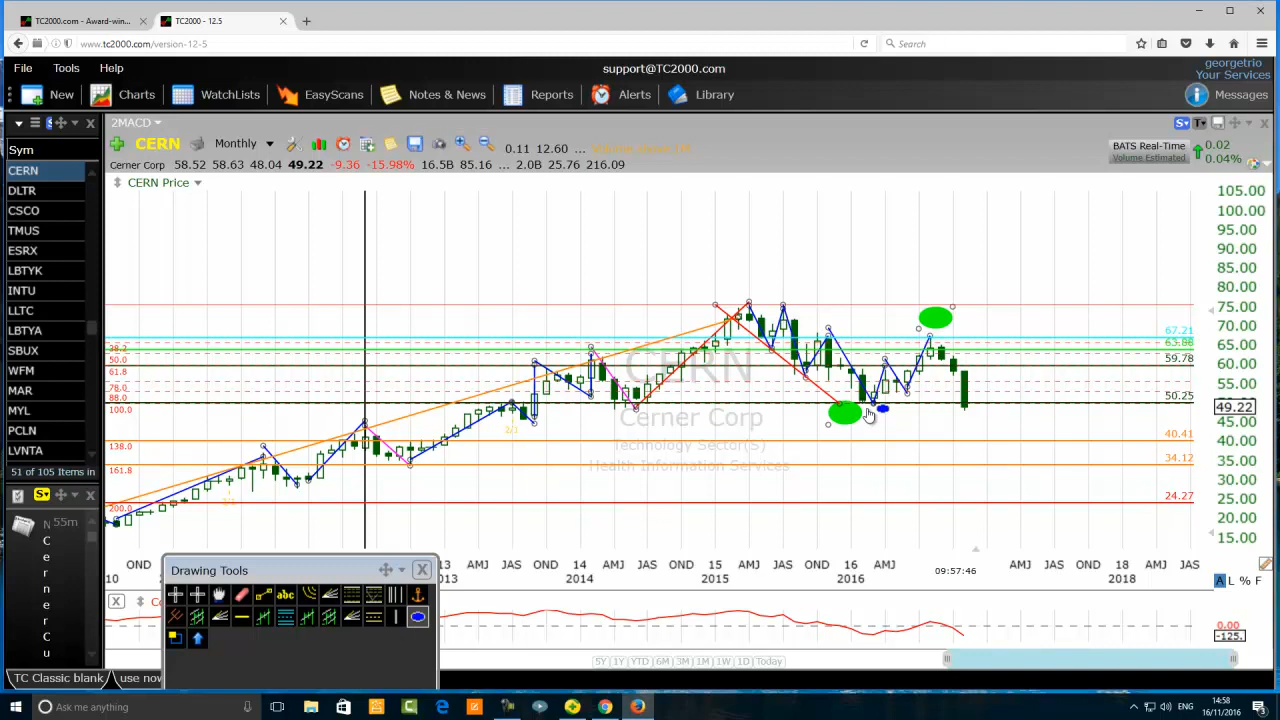 TC2000.com - Award-win...
TC2000 - 12.5
www.tc2000.com/version-12-5
Search
File Tools Help
support@TC2000.com
georgetrio
Your Services
New Charts WatchLists EasyScans Notes & News Reports Alerts Library
Messages
2MACD
Sym
CERN
DLTR
CSCO
TMUS
ESRX
LBTYK
INTU
LLTC
LBTYA
SBUX
WFM
MAR
MYL
PCLN
LVNTA
51 of 105 Items in
55m
N
C
e
r
n
e
r
C
u
CERN Monthly
0.11 12.60 ...
Cerner Corp 58.52 58.63 48.04 49.22 -9.36 -15.98% 16.5B 85.16 ... 2.0B 25.76 216.09
BATS Real-Time
Volume Estimated
0.02
0.04%
CERN Price
105.00
100.00
95.00
90.00
85.00
80.00
75.00
70.00
65.00
60.00
55.00
50.25
49.22
45.00
40.00
35.00
30.00
25.00
20.00
15.00
67.21
63.88
59.78
50.25
40.41
34.12
24.27
38.2
50.0
61.8
78.0
88.0
100.0
138.0
161.8
200.0
CERN
Cerner Corp
Technology Sector(S)
Health Information Services
OND AMJ 13 AMJ JAS OND 14 AMJ JAS OND 15 AMJ JAS OND 16 AMJ
09:57:46
AMJ JAS OND 18 AMJ JAS
10 2013 2014 2015 2016 2018
A L % F
Drawing Tools
abc
0.00
-125.
5Y 1Y YTD 6M 3M 1M 1W 1D Today
TC Classic blank
use now
Ask me anything
14:58
16/11/2016